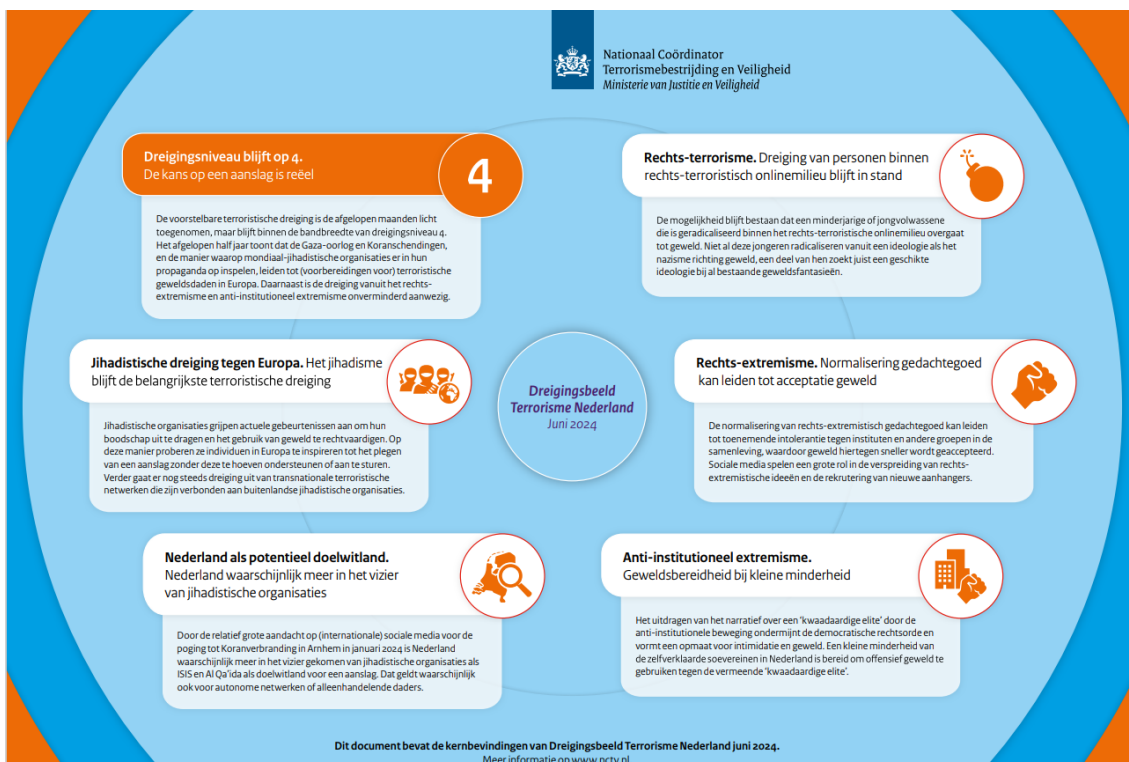 Nationaal Coördinator
Terrorismebestrijding en Veiligheid
Ministerie van Justitie en Veiligheid
Dreigingsniveau blijft op 4.
De kans op een aanslag is reëel
4
De voorstelbare terroristische dreiging is de afgelopen maanden licht
toegenomen, maar blijft binnen de bandbreedte van dreigingsniveau 4.
Het afgelopen half jaar toont dat de Gaza-oorlog en Koranschendingen,
en de manier waarop mondiaal-jihadistische organisaties er in hun
propaganda op inspelen, leiden tot (voorbereidingen voor) terroristische
geweldsdaden in Europa. Daarnaast is de dreiging vanuit het rechts-
extremisme en anti-institutioneel extremisme onverminderd aanwezig.
Rechts-terrorisme. Dreiging van personen binnen
rechts-terroristisch onlinemilieu blijft in stand
De mogelijkheid blijft bestaan dat een minderjarige of jongvolwassene
die is geradicaliseerd binnen het rechts-terroristische onlinemilieu overgaat
tot geweld. Niet al deze jongeren radicaliseren vanuit een ideologie als het
nazisme richting geweld, een deel van hen zoekt juist een geschikte
ideologie bij al bestaande geweldsfantasieën.
Jihadistische dreiging tegen Europa. Het jihadisme
blijft de belangrijkste terroristische dreiging
Jihadistische organisaties grijpen actuele gebeurtenissen aan om hun
boodschap uit te dragen en het gebruik van geweld te rechtvaardigen. Op
deze manier proberen ze individuen in Europa te inspireren tot het plegen
van een aanslag zonder deze te hoeven ondersteunen of aan te sturen.
Verder gaat er nog steeds dreiging uit van transnationale terroristische
netwerken die zijn verbonden aan buitenlandse jihadistische organisaties.
Dreigingsbeeld
Terrorisme Nederland
Juni 2024
Rechts-extremisme. Normalisering gedachtegoed
kan leiden tot acceptatie geweld
De normalisering van rechts-extremistisch gedachtegoed kan leiden
tot toenemende intolerantie tegen instituten en andere groepen in de
samenleving, waardoor geweld hiertegen sneller wordt geaccepteerd.
Sociale media spelen een grote rol in de verspreiding van rechts-
extremistische ideeën en de rekrutering van nieuwe aanhangers.
Nederland als potentieel doelwitland.
Nederland waarschijnlijk meer in het vizier
van jihadistische organisaties
Door de relatief grote aandacht op (internationale) sociale media voor de
poging tot Koranverbranding in Arnhem in januari 2024 is Nederland
waarschijnlijk meer in het vizier gekomen van jihadistische organisaties als
ISIS en Al Qa'ida als doelwitland voor een aanslag. Dat geldt waarschijnlijk
ook voor autonome netwerken of alleenhandelende daders.
Anti-institutioneel extremisme.
Geweldsbereidheid bij kleine minderheid
Het uitdragen van het narratief over een 'kwaadaardige elite' door de
anti-institutionele beweging ondermijnt de democratische rechtsorde en
vormt een opmaat voor intimidatie en geweld. Een kleine minderheid van
de zelfverklaarde soevereinen in Nederland is bereid om offensief geweld te
gebruiken tegen de vermeende 'kwaadaardige elite'.
Dit document bevat de kernbevindingen van Dreigingsbeeld Terrorisme Nederland juni 2024.
Meer informatie op www.nctv.nl